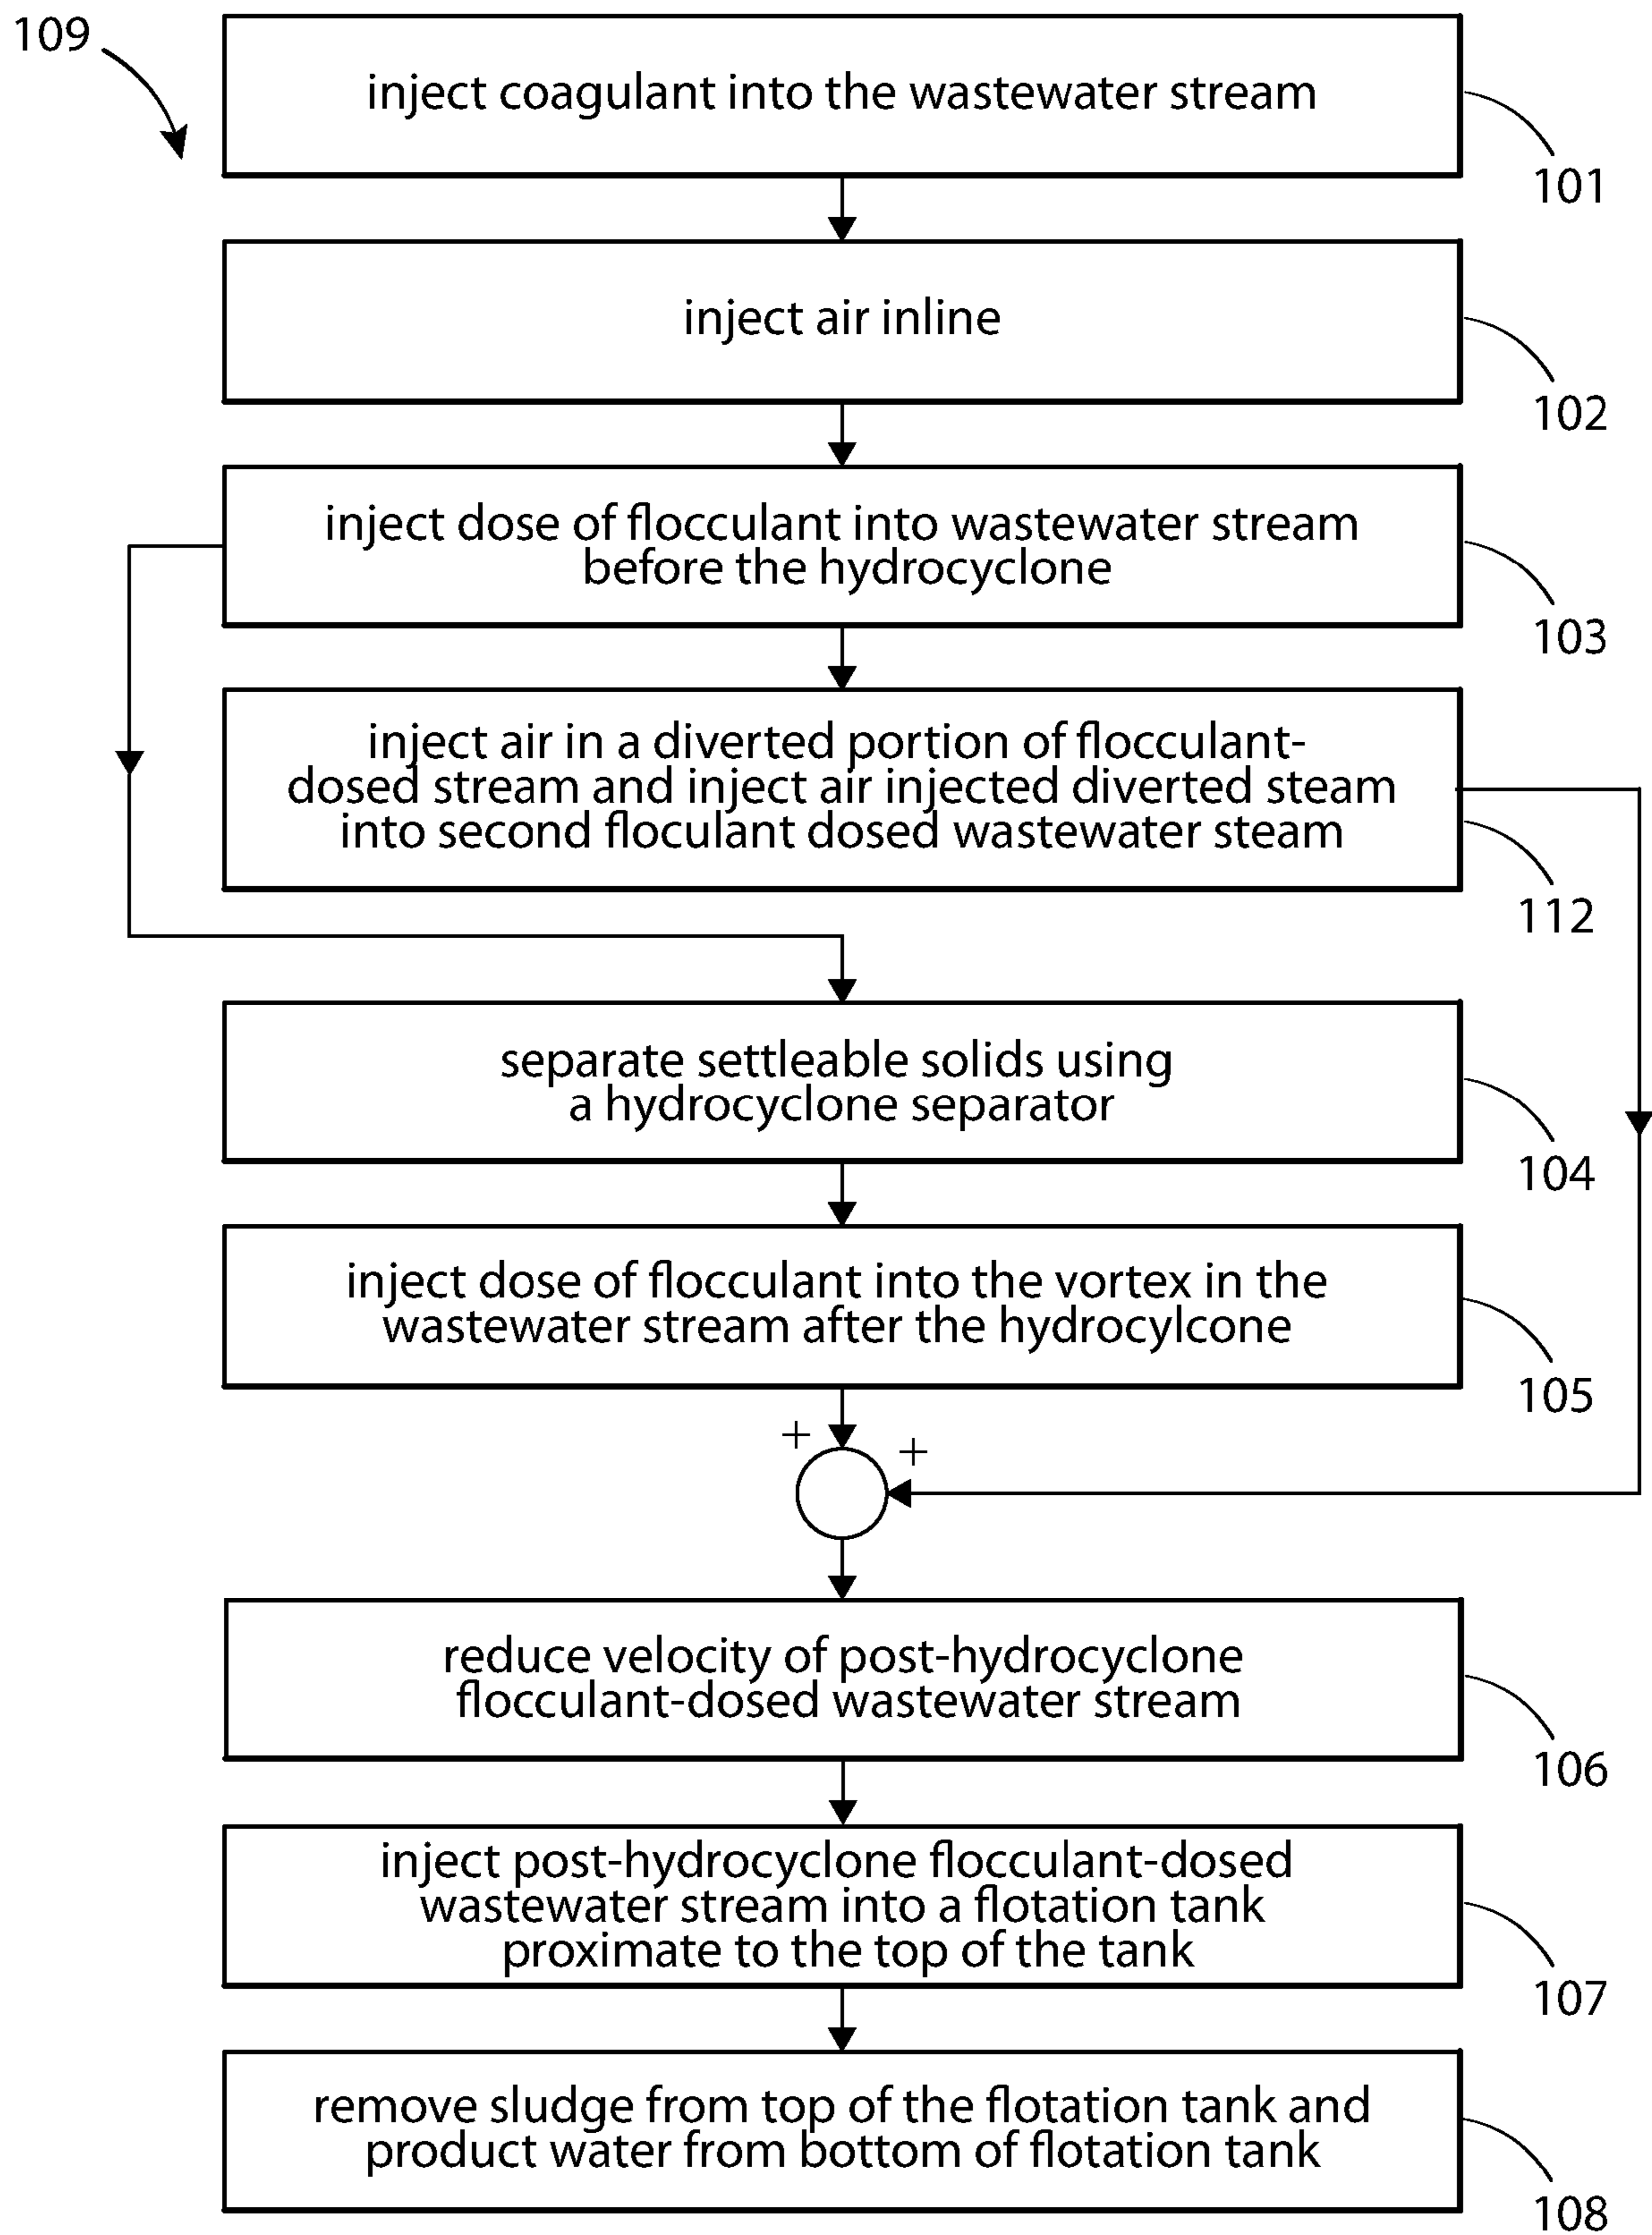 109
inject coagulant into the wastewater stream
101
inject air inline
102
inject dose of flocculant into wastewater stream
before the hydrocyclone
103
inject air in a diverted portion of flocculant-
dosed stream and inject air injected diverted steam
into second floculant dosed wastewater steam
112
separate settleable solids using
a hydrocyclone separator
104
inject dose of flocculant into the vortex in the
wastewater stream after the hydrocylcone
105
+
+
reduce velocity of post-hydrocyclone
flocculant-dosed wastewater stream
106
inject post-hydrocyclone flocculant-dosed
wastewater stream into a flotation tank
proximate to the top of the tank
107
remove sludge from top of the flotation tank and
product water from bottom of flotation tank
108